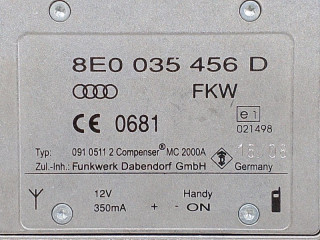 8E0 035 456 D
FKW
e1
CE 0681
021498
Typ: 091 0511 2 Compenser® MC 2000A
Zul.-Inh.: Funkwerk Dabendorf GmbH
Germany
12V Handy
350mA + - ON